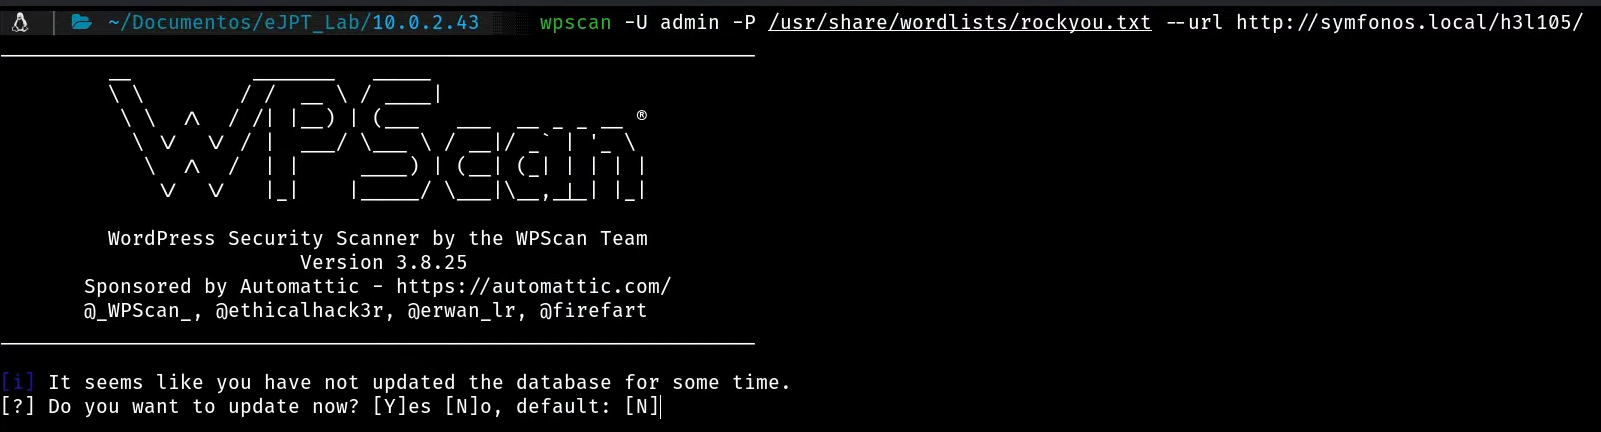 ~/Documentos/eJPT_Lab/10.0.2.43 wpscan -U admin -P /usr/share/wordlists/rockyou.txt --url http://symfonos.local/h3l105/
WPScan ®
WordPress Security Scanner by the WPScan Team
Version 3.8.25
Sponsored by Automattic - https://automattic.com/
@_WPScan_, @ethicalhack3r, @erwan_lr, @firefart
[i] It seems like you have not updated the database for some time.
[?] Do you want to update now? [Y]es [N]o, default: [N]